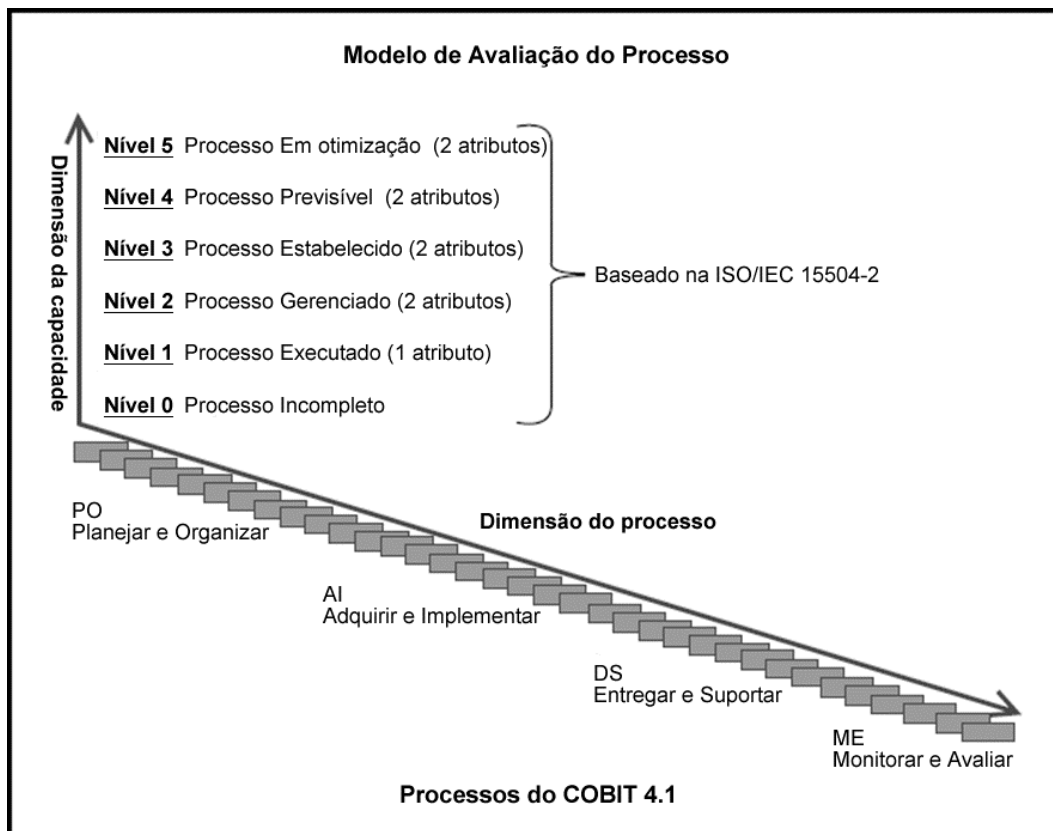 Modelo de Avaliação do Processo
Dimensão da capacidade
Nível 5 Processo Em otimização (2 atributos)
Nível 4 Processo Previsível (2 atributos)
Nível 3 Processo Estabelecido (2 atributos)
Nível 2 Processo Gerenciado (2 atributos)
Nível 1 Processo Executado (1 atributo)
Nível 0 Processo Incompleto
Baseado na ISO/IEC 15504-2
PO
Planejar e Organizar
Dimensão do processo
AI
Adquirir e Implementar
DS
Entregar e Suportar
ME
Monitorar e Avaliar
Processos do COBIT 4.1